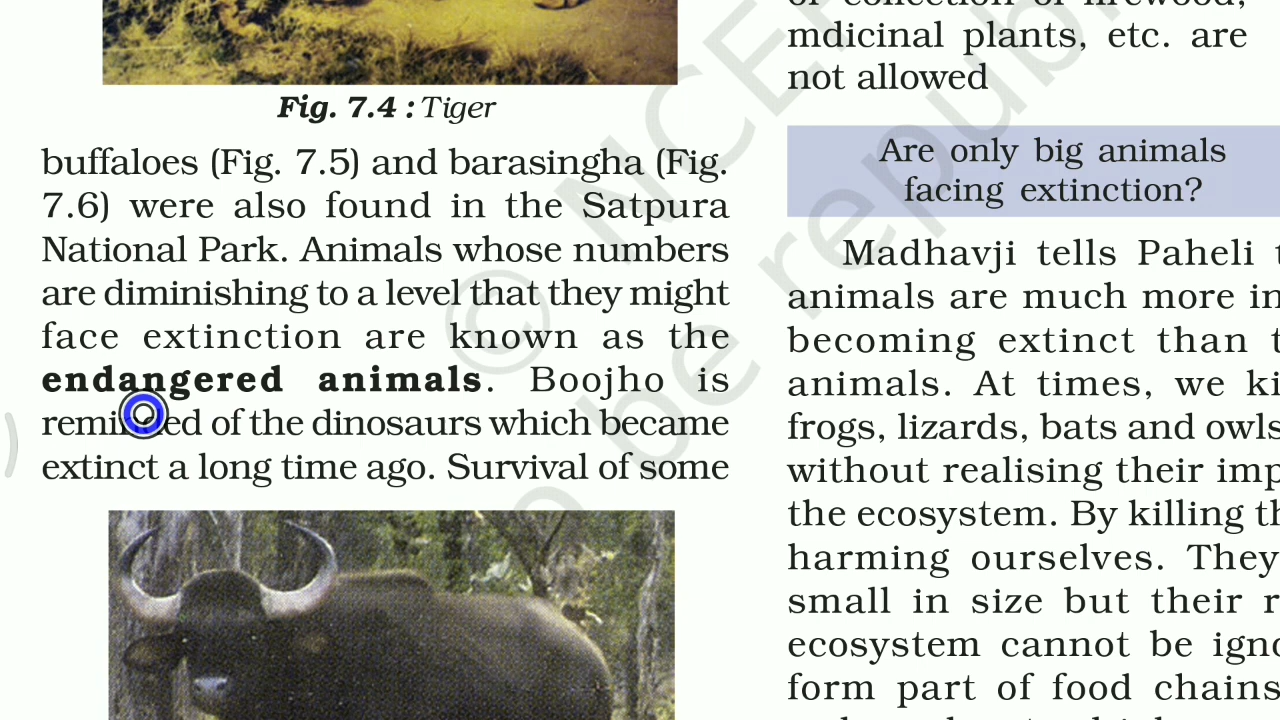 Fig. 7.4 : Tiger
buffaloes (Fig. 7.5) and barasingha (Fig.
7.6) were also found in the Satpura
National Park. Animals whose numbers
are diminishing to a level that they might
face extinction are known as the
endangered animals. Boojho is
reminded of the dinosaurs which became
extinct a long time ago. Survival of some
mdicinal plants, etc. are
not allowed
Are only big animals
facing extinction?
Madhavji tells Paheli
animals are much more in
becoming extinct than
animals. At times, we
frogs, lizards, bats and owls
without realising their
the ecosystem. By killing
harming ourselves. They
small in size but their
ecosystem cannot be
form part of food chains
© NCE
be republ